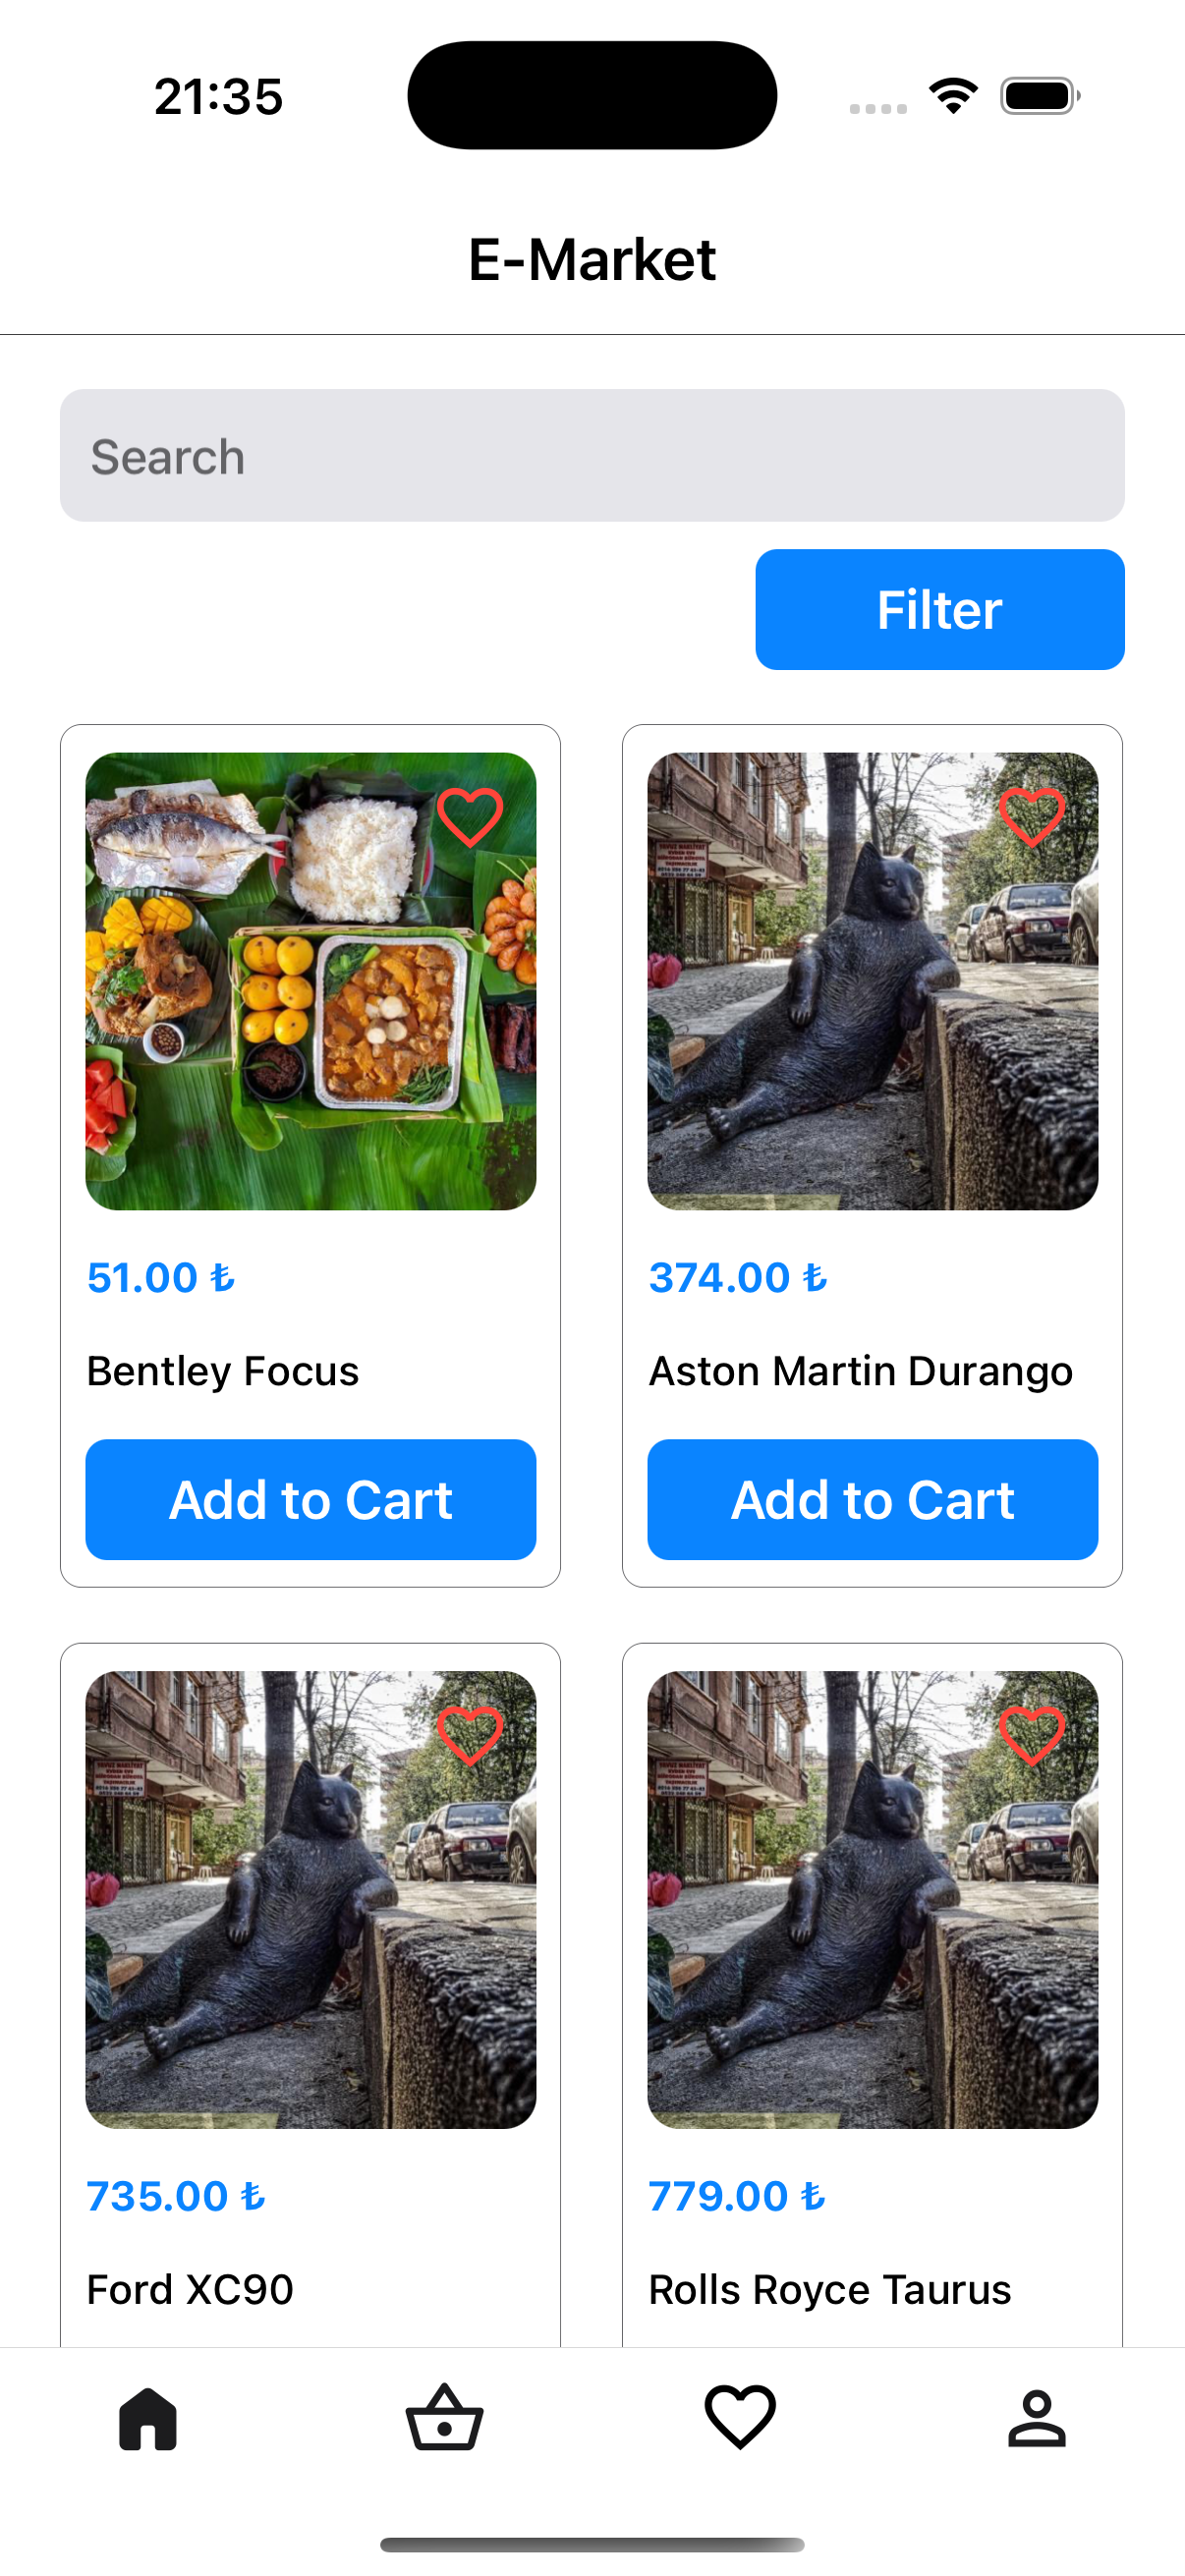 21:35
E-Market
Search
Filter
51.00 ₺
374.00 ₺
Bentley Focus
Aston Martin Durango
Add to Cart
Add to Cart
735.00 ₺
779.00 ₺
Ford XC90
Rolls Royce Taurus